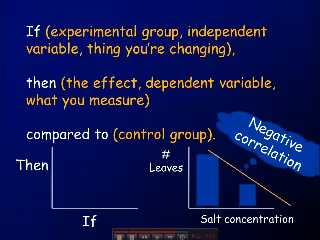 If (experimental group, independent
variable, thing you're changing),
then (the effect, dependent variable,
what you measure)
compared to (control group).
Negative
correlation
Then
If
#
Leaves
Salt concentration